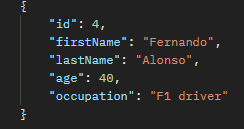 {
"id": 4,
"firstName": "Fernando",
"lastName": "Alonso",
"age": 40,
"occupation": "F1 driver"
}